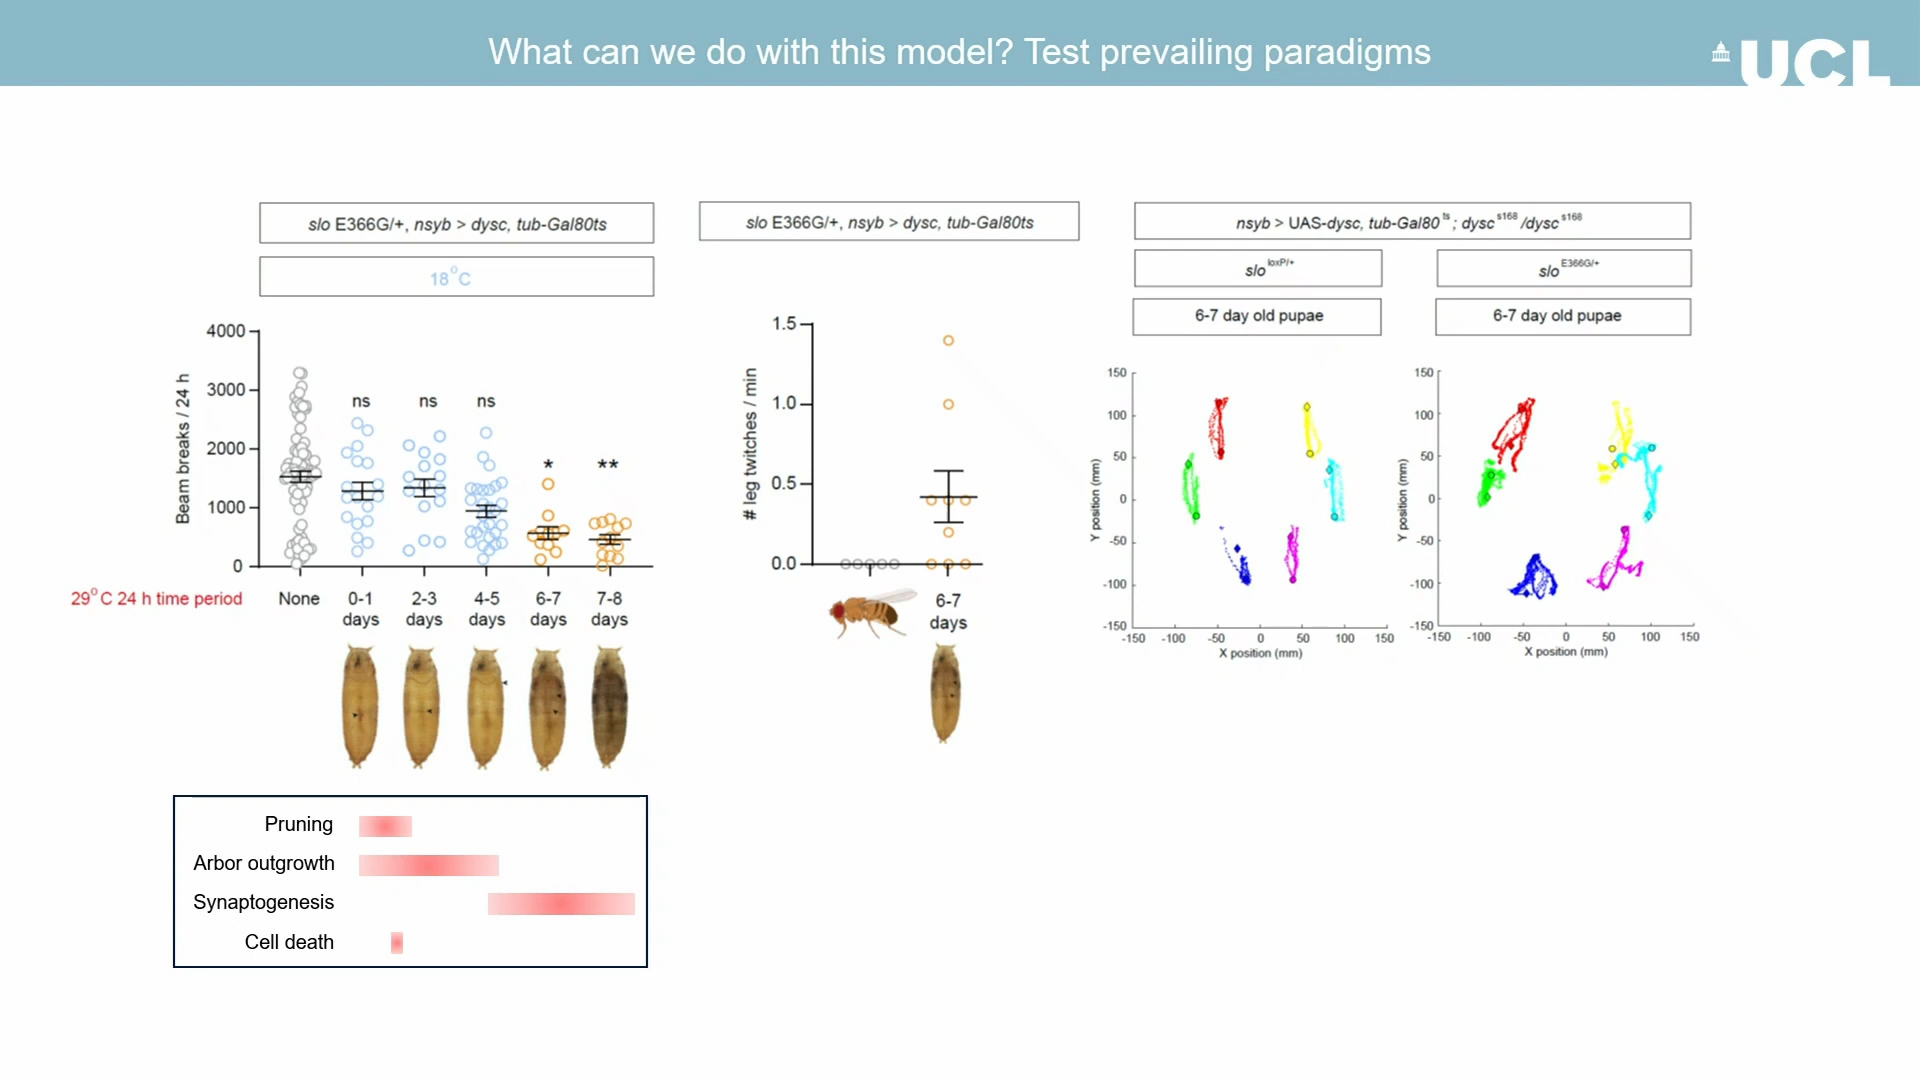 What can we do with this model? Test prevailing paradigms
UCL
slo E366G/+, nsyb > dysc, tub-Gal80ts
18°C
Beam breaks / 24 h
4000
3000
2000
1000
0
ns
ns
ns
*
**
29°C 24 h time period
None
0-1 days
2-3 days
4-5 days
6-7 days
7-8 days
Pruning
Arbor outgrowth
Synaptogenesis
Cell death
slo E366G/+, nsyb > dysc, tub-Gal80ts
# leg twitches / min
1.5
1.0
0.5
0.0
6-7 days
nsyb > UAS-dysc, tub-Gal80 ts ; dysc s168 /dysc s168
slo loxP/+
6-7 day old pupae
Y position (mm)
150
100
50
0
-50
-100
-150
-150 -100 -50 0 50 100 150
X position (mm)
slo E366G/+
6-7 day old pupae
Y position (mm)
150
100
50
0
-50
-100
-150
-150 -100 -50 0 50 100 150
X position (mm)